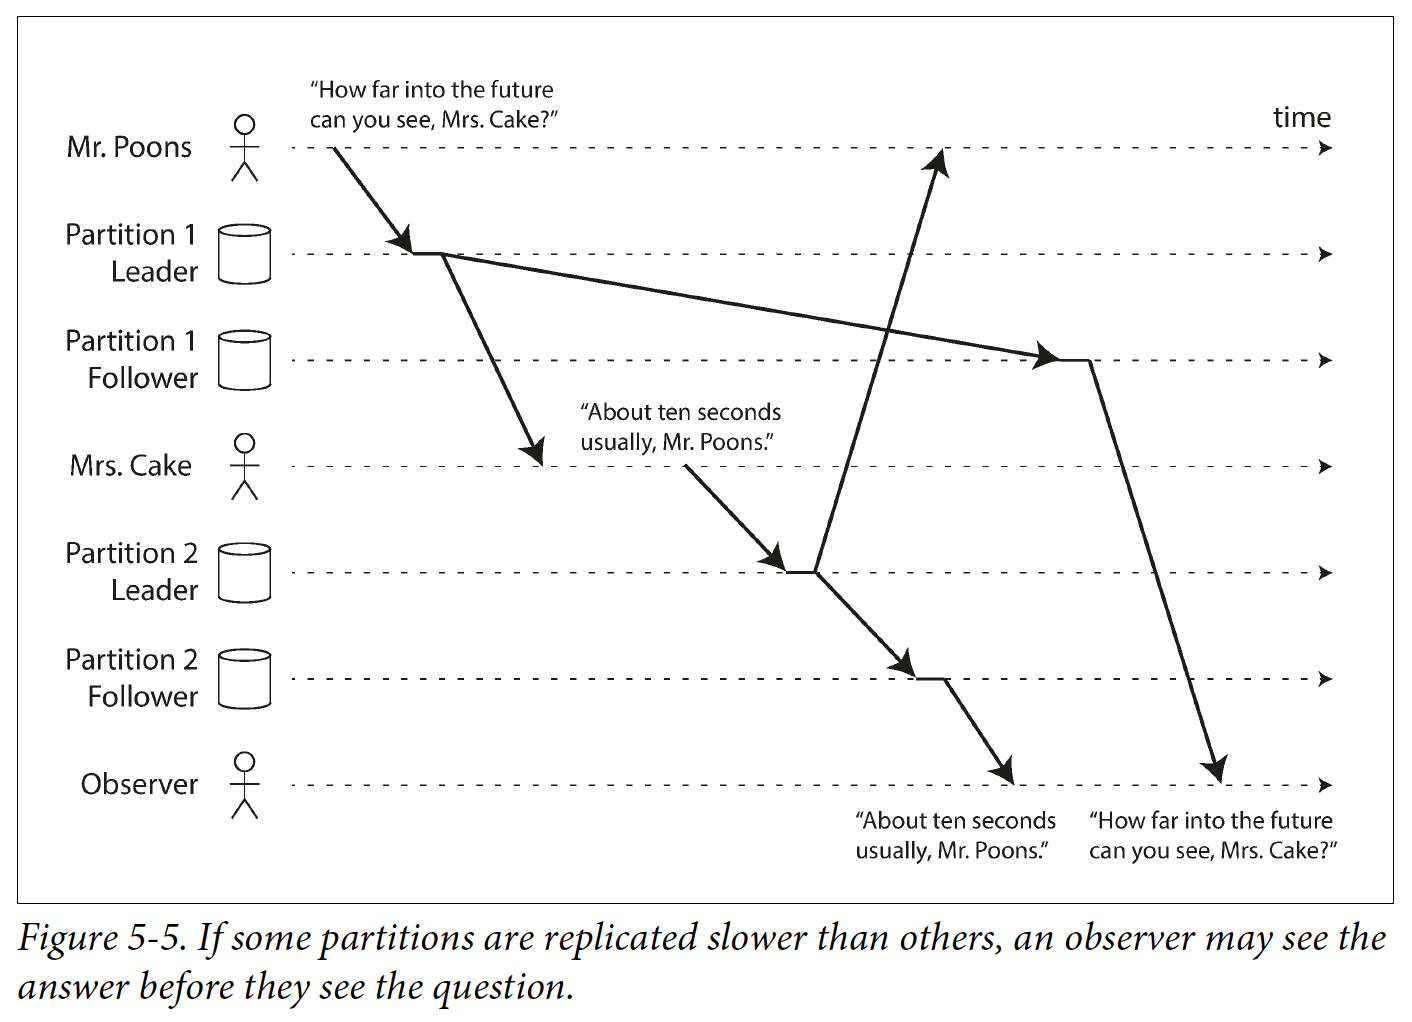 “How far into the future
can you see, Mrs. Cake?”
time
Mr. Poons
Partition 1
Leader
Partition 1
Follower
“About ten seconds
usually, Mr. Poons.”
Mrs. Cake
Partition 2
Leader
Partition 2
Follower
Observer
“About ten seconds
usually, Mr. Poons.”
“How far into the future
can you see, Mrs. Cake?”
Figure 5-5. If some partitions are replicated slower than others, an observer may see the
answer before they see the question.